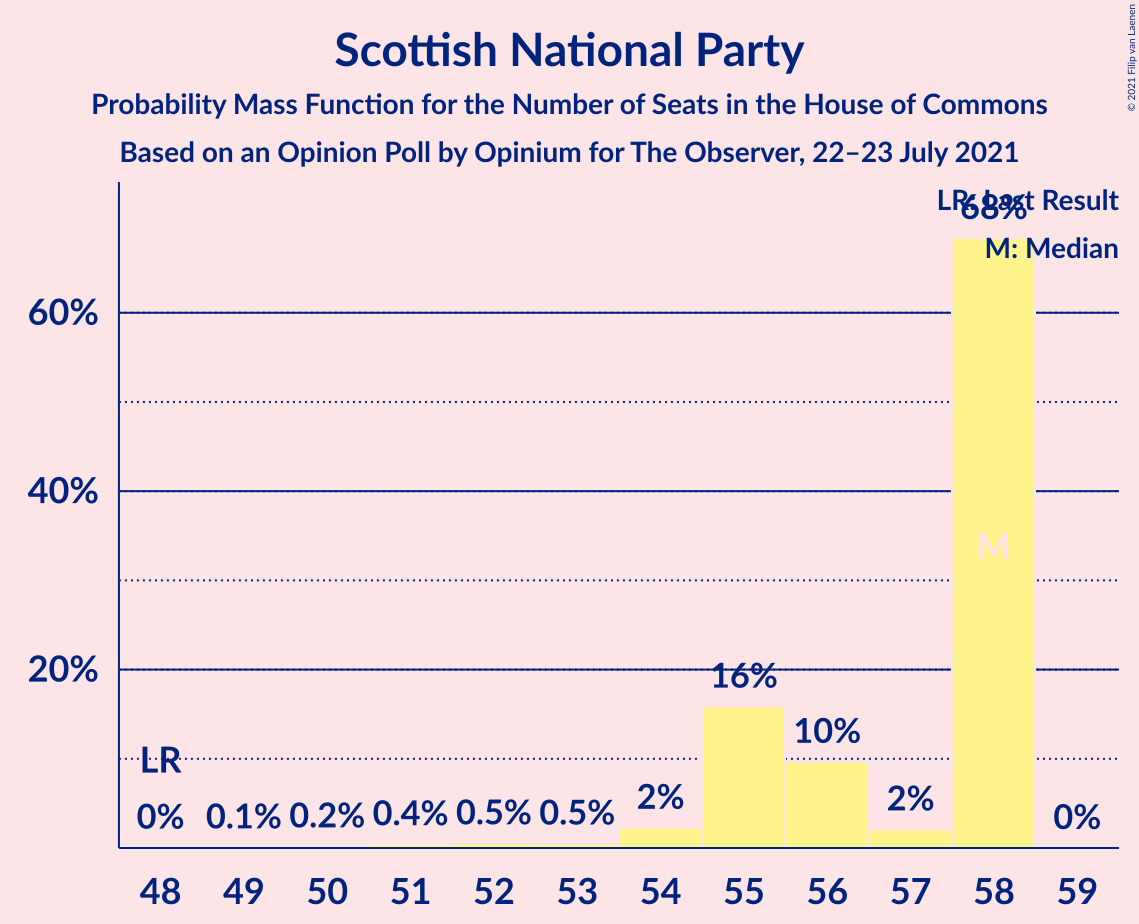 Scottish National Party
Probability Mass Function for the Number of Seats in the House of Commons
Based on an Opinion Poll by Opinium for The Observer, 22–23 July 2021
© 2021 Filip van Laenen
LR: Last Result
M: Median
68%
60%
40%
M
20%
16%
10%
LR
0% 0.1% 0.2% 0.4% 0.5% 0.5% 2% 2% 0%
48 49 50 51 52 53 54 55 56 57 58 59